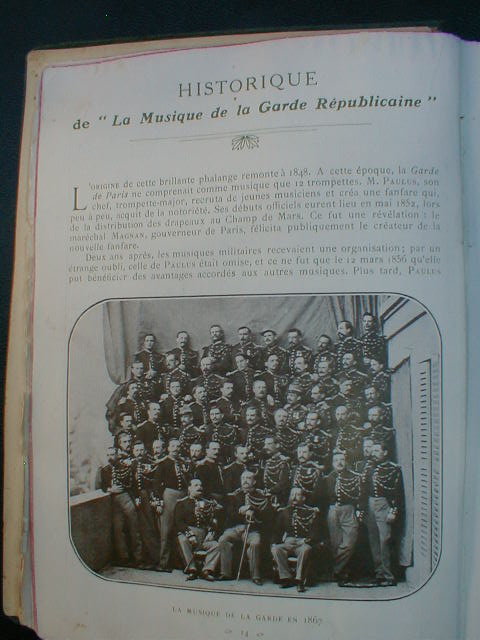 HISTORIQUE
de "La Musique de la Garde Républicaine"
L'ORIGINE de cette brillante phalange remonte à 1848. A cette époque, la Garde
de Paris ne comprenait comme musique que 12 trompettes. M. PAULUS, son
chef, trompette-major, recruta de jeunes musiciens et créa une fanfare qui,
peu à peu, acquit de la notoriété. Ses débuts officiels eurent lieu en mai 1852, lors
de la distribution des drapeaux au Champ de Mars. Ce fut une révélation : le
maréchal MAGNAN, gouverneur de Paris, félicita publiquement le créateur de la
nouvelle fanfare.
Deux ans après, les musiques militaires recevaient une organisation ; par un
étrange oubli, celle de PAULUS était omise, et ce ne fut que le 12 mars 1856 qu'elle
put bénéficier des avantages accordés aux autres musiques. Plus tard, PAULUS
LA MUSIQUE DE LA GARDE EN 1867
14